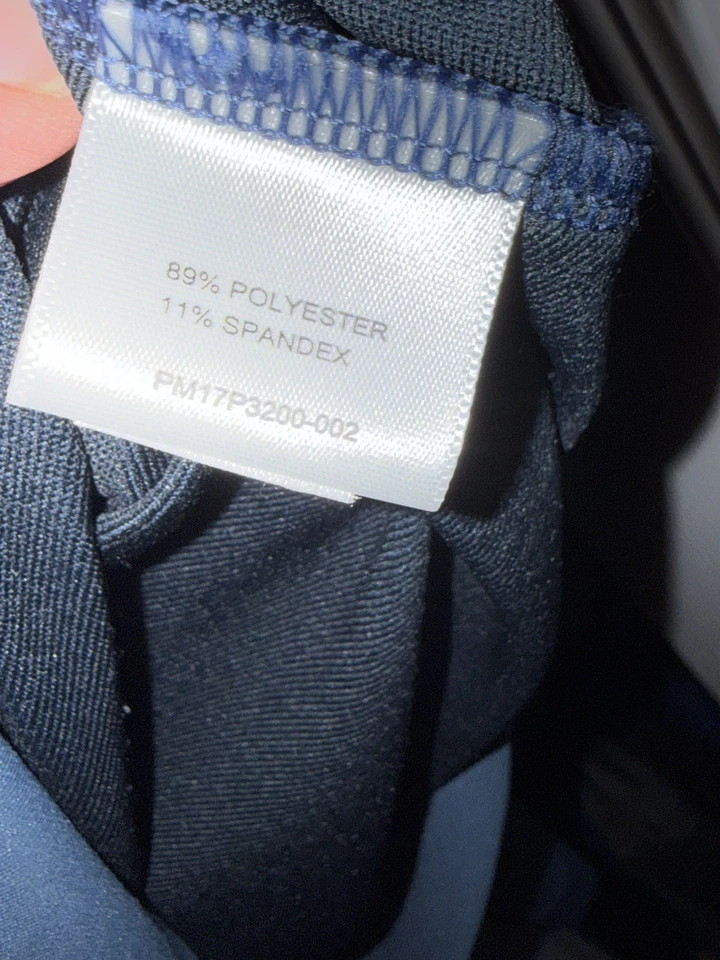 89% POLYESTER
11% SPANDEX
PM17P3200-002